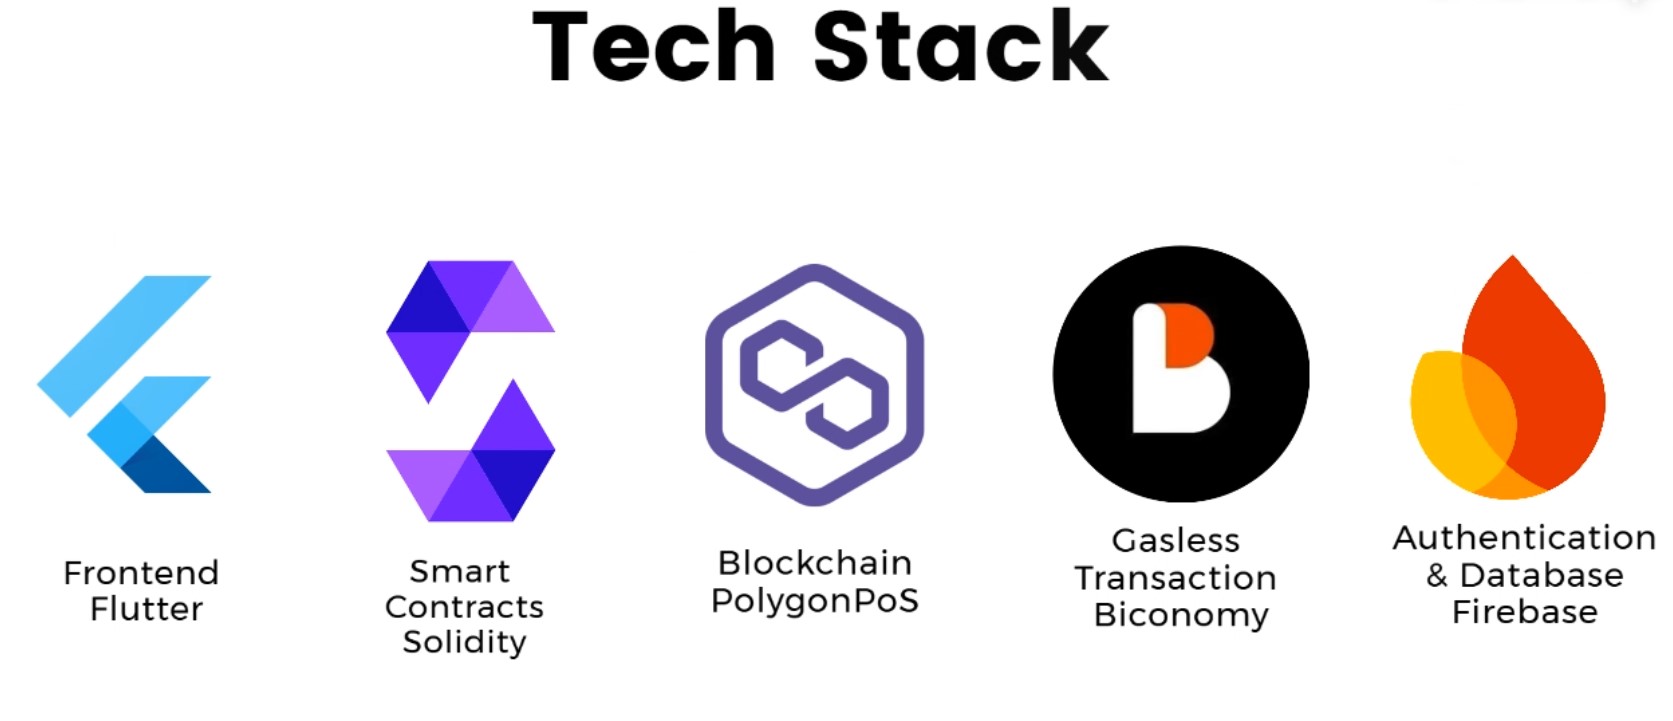 Tech Stack
Frontend
Flutter
Smart
Contracts
Solidity
Blockchain
PolygonPoS
Gasless
Transaction
Biconomy
Authentication
& Database
Firebase